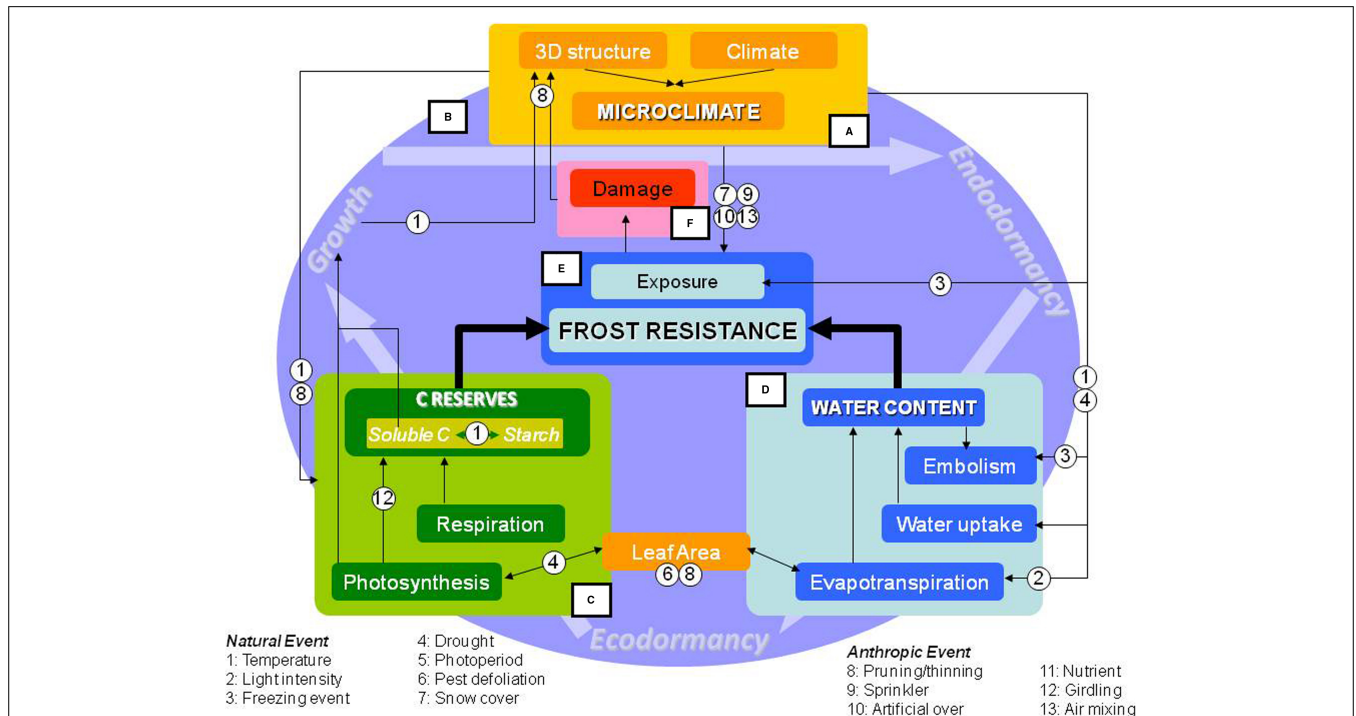 3D structure
Climate
8
MICROCLIMATE
B
A
Damage
7 9
10 13
F
Growth
Endodormancy
1
E
Exposure
3
FROST RESISTANCE
1
8
1
4
C RESERVES
Soluble C 1 Starch
D
WATER CONTENT
Embolism
3
12
Respiration
Water uptake
Leaf Area
6 8
4
Photosynthesis
Evapotranspiration
2
C
Ecodormancy
Natural Event
1: Temperature
2: Light intensity
3: Freezing event
4: Drought
5: Photoperiod
6: Pest defoliation
7: Snow cover
Anthropic Event
8: Pruning/thinning
9: Sprinkler
10: Artificial over
11: Nutrient
12: Girdling
13: Air mixing